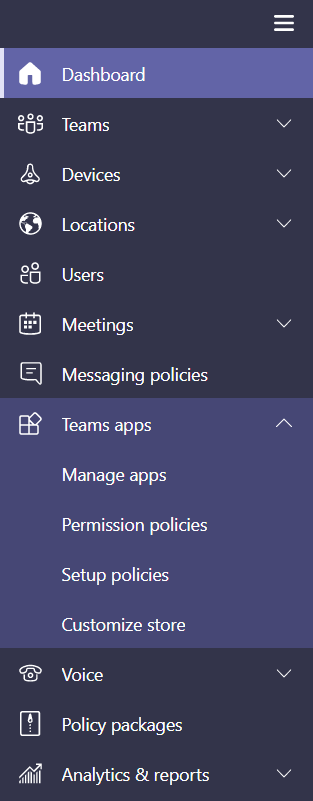 Dashboard
Teams
Devices
Locations
Users
Meetings
Messaging policies
Teams apps
Manage apps
Permission policies
Setup policies
Customize store
Voice
Policy packages
Analytics & reports